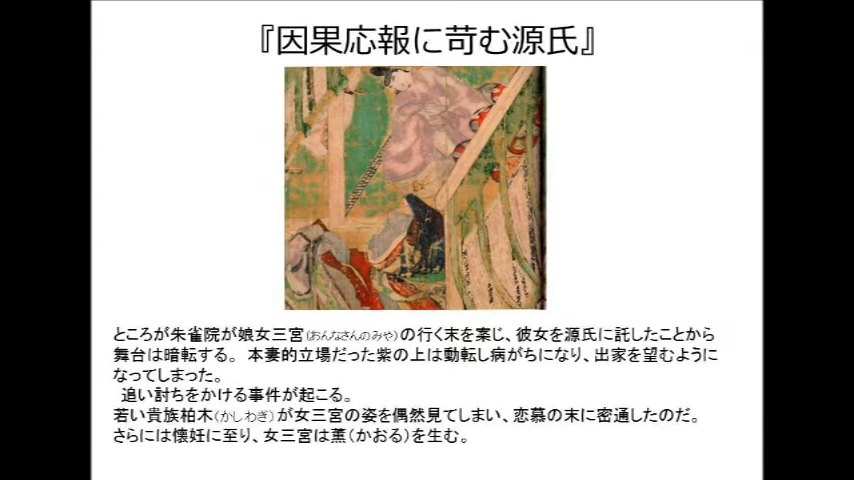 『因果応報に苛む源氏』
ところが朱雀院が娘女三宮(おんなさんのみや)の行く末を案じ、彼女を源氏に託したことから
舞台は暗転する。 本妻的立場だった紫の上は動転し病がちになり、出家を望むように
なってしまった。
追い討ちをかける事件が起こる。
若い貴族柏木(かしわぎ)が女三宮の姿を偶然見てしまい、恋慕の末に密通したのだ。
さらには懐妊に至り、女三宮は薫(かおる)を生む。